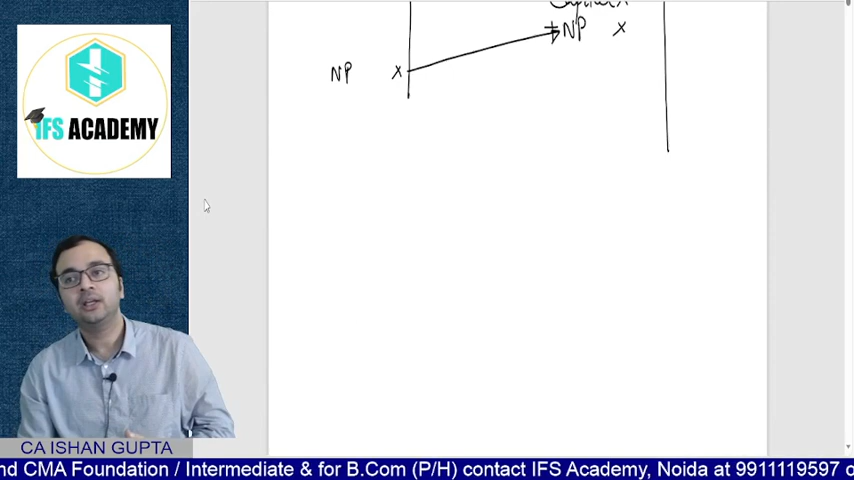 + NP X
NP X
IFS ACADEMY
CA ISHAN GUPTA
nd CMA Foundation / Intermediate & for B.Com (P/H) contact IFS Academy, Noida at 9911119597 o